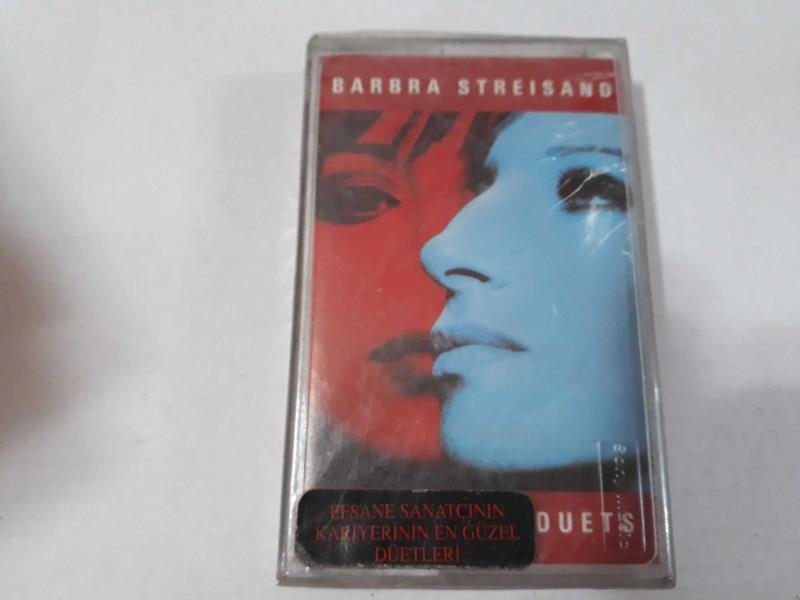 BARBRA STREISAND
DUETS
EFSANE SANATÇININ
KARİYERİNİN EN GÜZEL
DÜETLERİ